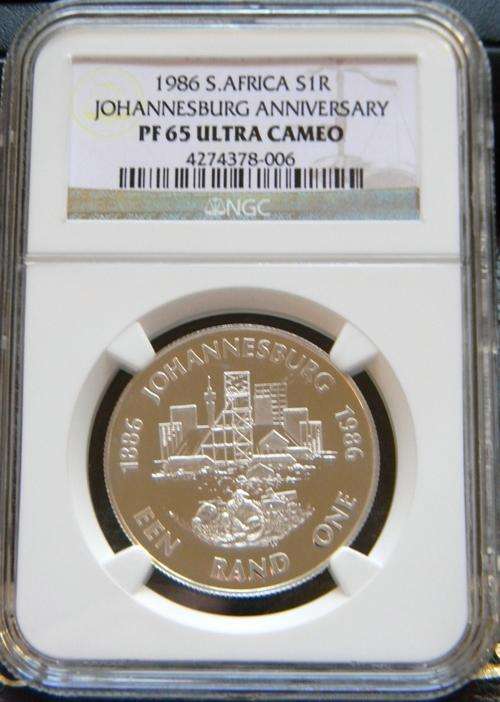 1986 S.AFRICA S1R
JOHANNESBURG ANNIVERSARY
PF 65 ULTRA CAMEO
4274378-006
NGC
JOHANNESBURG
1886 1986
EEN RAND ONE